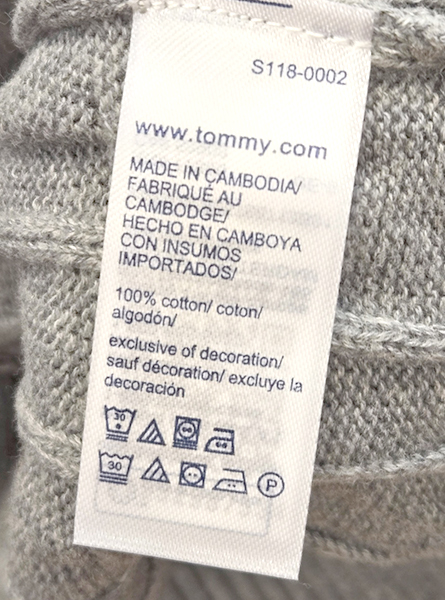 S118-0002
www.tommy.com
MADE IN CAMBODIA/
FABRIQUÉ AU
CAMBODGE/
HECHO EN CAMBOYA
CON INSUMOS
IMPORTADOS/
100% cotton/ coton/
algodón/
exclusive of decoration/
sauf décoration/ excluye la
decoración
30
30 P